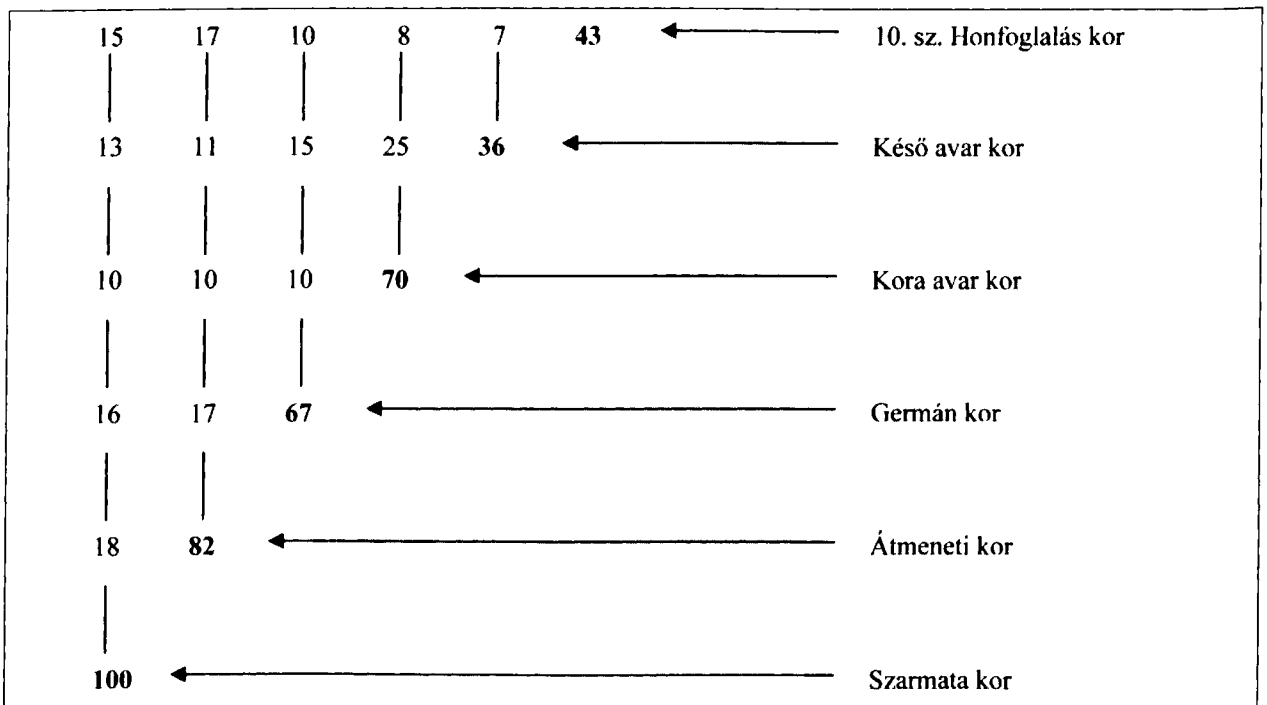 15 17 10 8 7 43 10. sz. Honfoglalás kor
13 11 15 25 36 Késő avar kor
10 10 10 70 Kora avar kor
16 17 67 Germán kor
18 82 Átmeneti kor
100 Szarmata kor